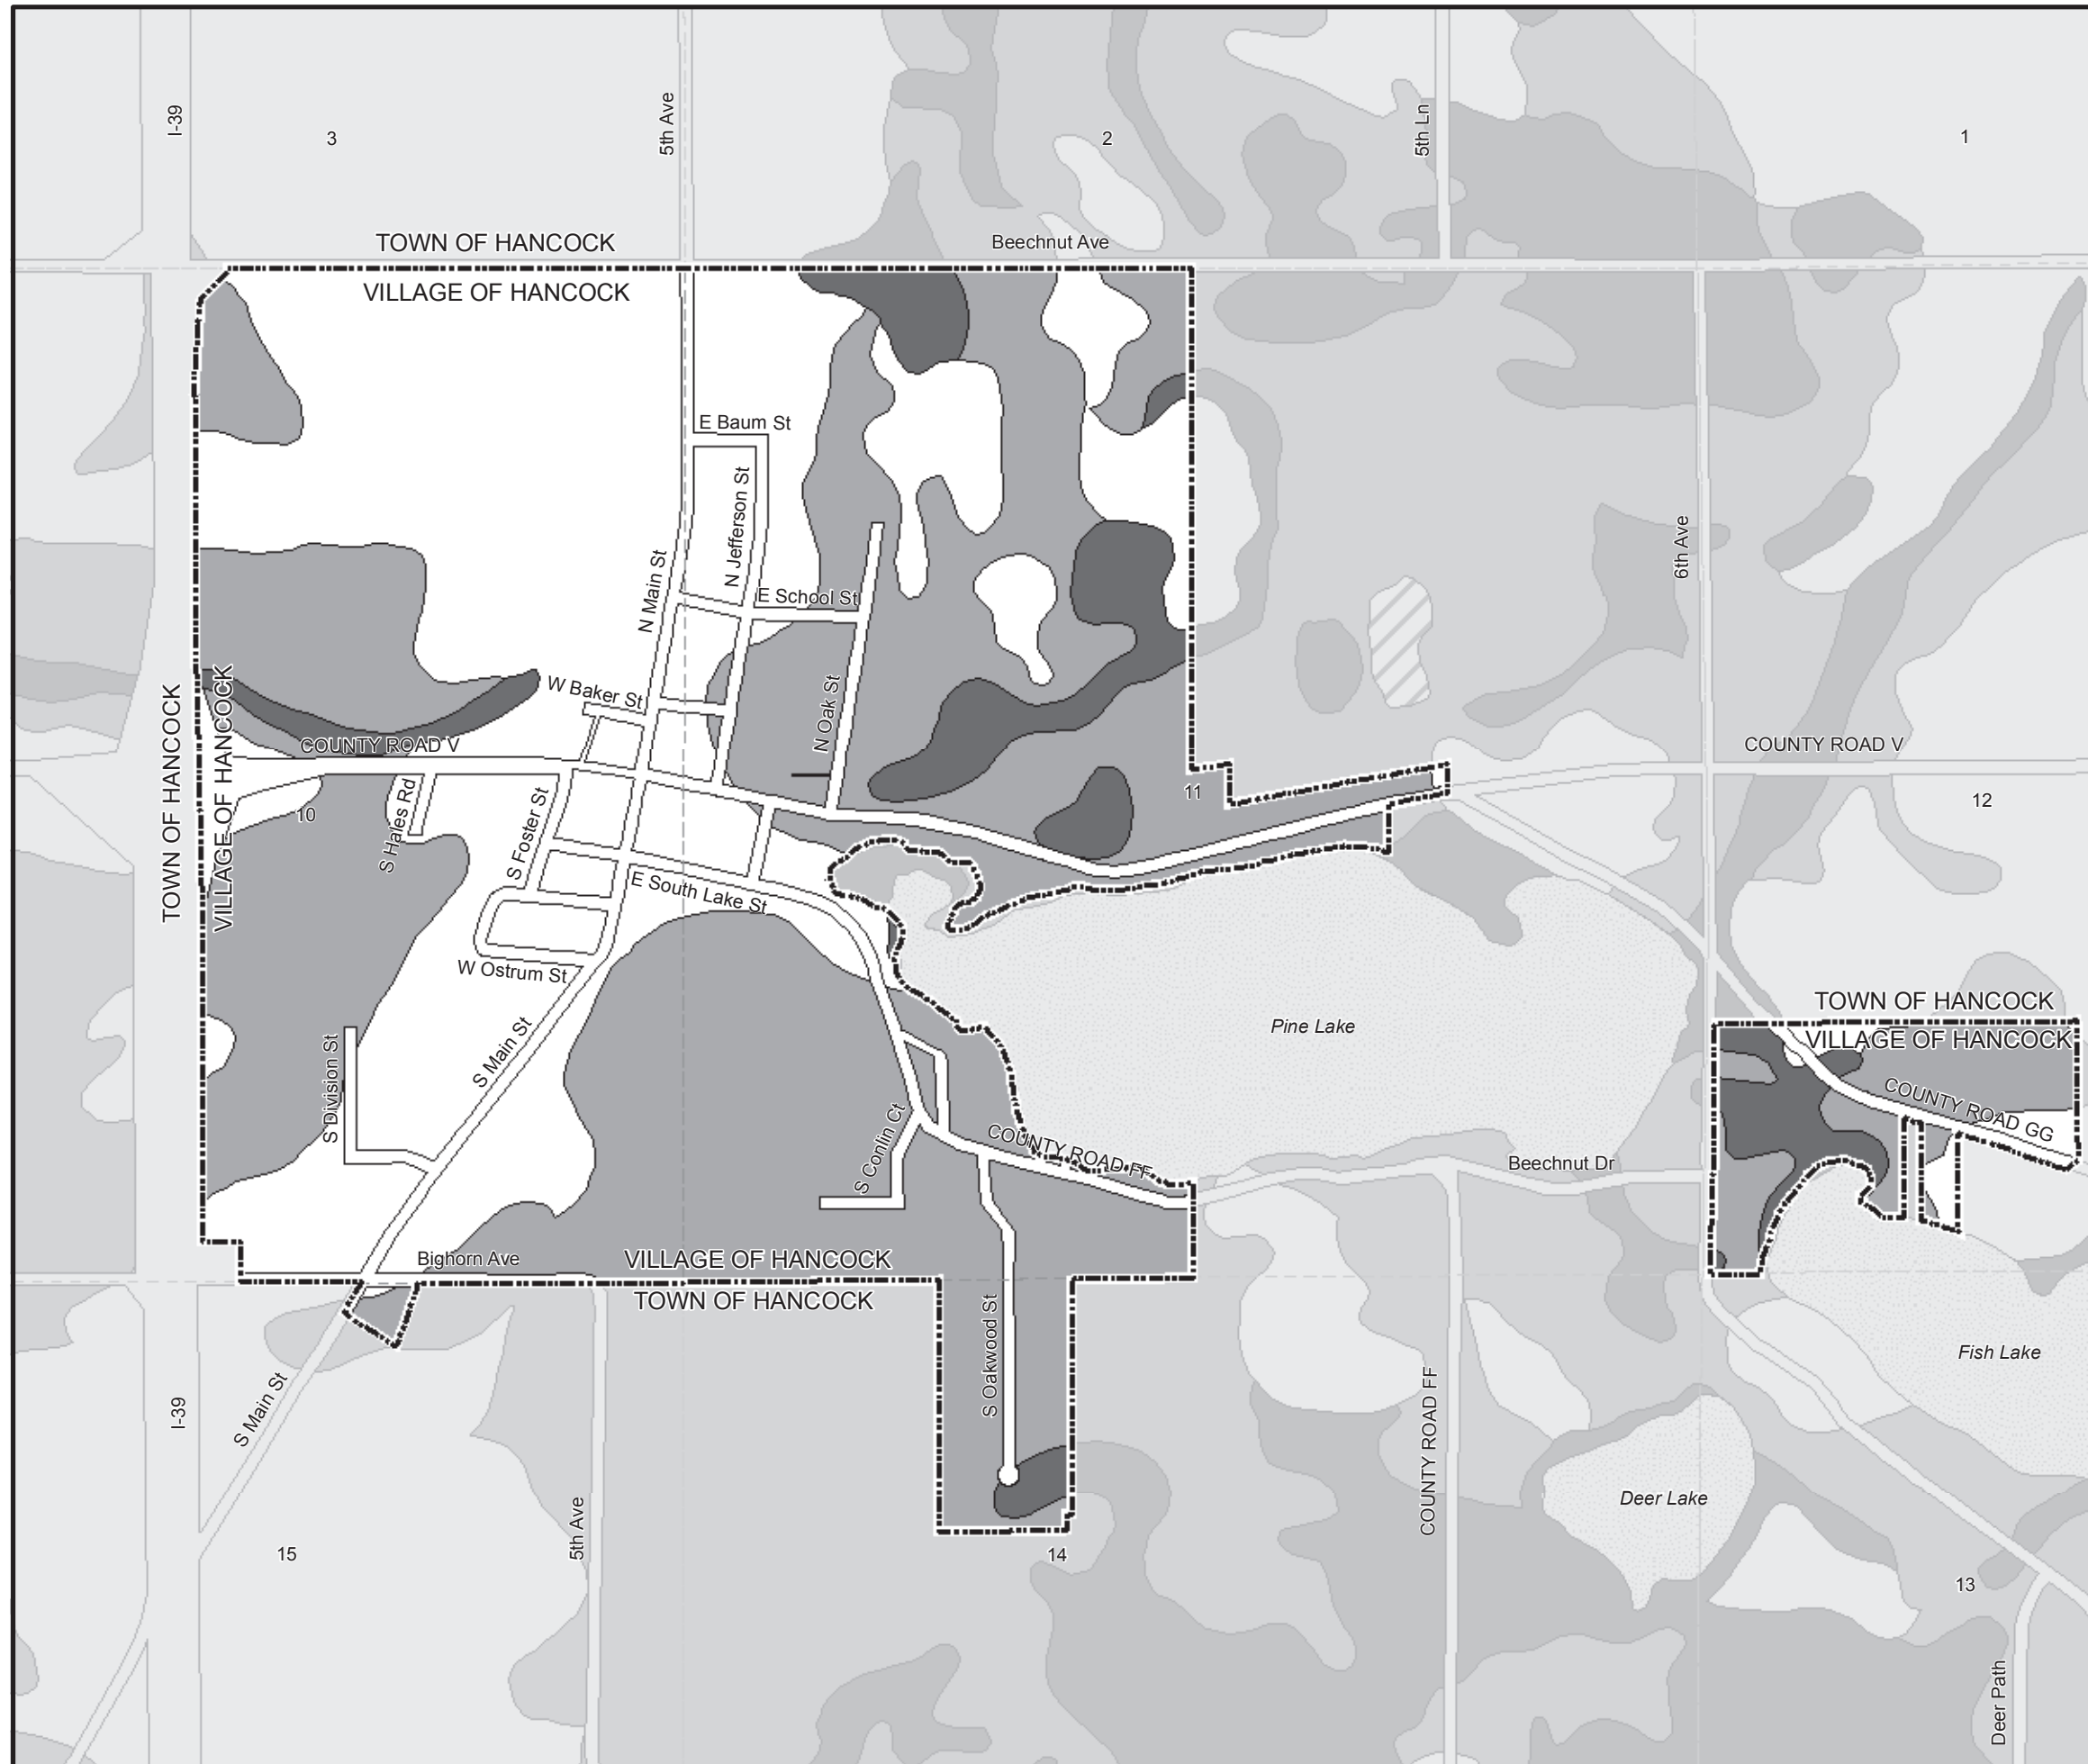 I-39
3
5th Ave
2
5th Ln
1
TOWN OF HANCOCK
VILLAGE OF HANCOCK
Beechnut Ave
E Baum St
N Jefferson St
N Main St
E School St
6th Ave
W Baker St
N Oak St
COUNTY ROAD V
COUNTY ROAD V
TOWN OF HANCOCK
VILLAGE OF HANCOCK
10
S Hales Rd
S Foster St
11
12
E South Lake St
W Ostrum St
Pine Lake
TOWN OF HANCOCK
VILLAGE OF HANCOCK
S Division St
S Main St
S Conlin Ct
COUNTY ROAD FF
Beechnut Dr
COUNTY ROAD GG
Bighorn Ave
VILLAGE OF HANCOCK
TOWN OF HANCOCK
S Oakwood St
Fish Lake
I-39
S Main St
COUNTY ROAD FF
Deer Lake
5th Ave
15
14
13
Deer Path